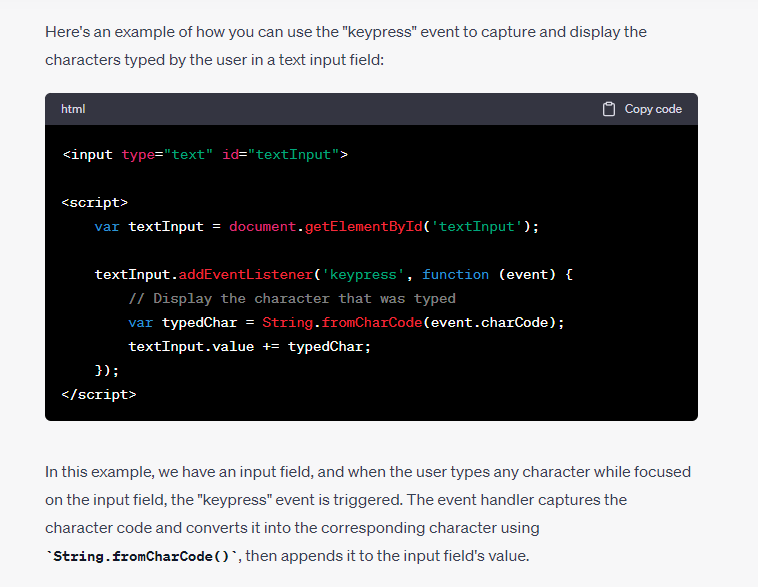 Here's an example of how you can use the "keypress" event to capture and display the
characters typed by the user in a text input field:
html
Copy code
<input type="text" id="textInput">
<script>
    var textInput = document.getElementById('textInput');
    textInput.addEventListener('keypress', function (event) {
        // Display the character that was typed
        var typedChar = String.fromCharCode(event.charCode);
        textInput.value += typedChar;
    });
</script>
In this example, we have an input field, and when the user types any character while focused
on the input field, the "keypress" event is triggered. The event handler captures the
character code and converts it into the corresponding character using
`String.fromCharCode()`, then appends it to the input field's value.